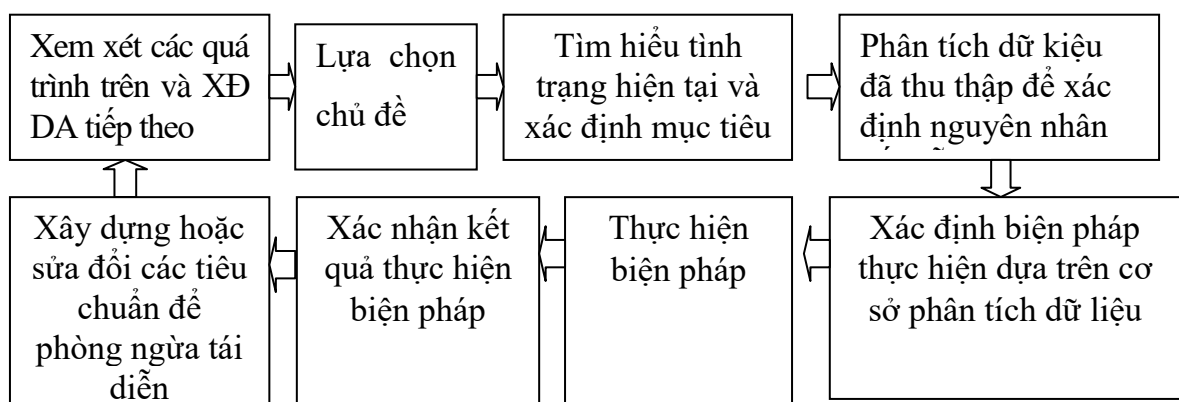 Xem xét các quá
trình trên và XĐ
DA tiếp theo
Lựa chọn
chủ đề
Tìm hiểu tình
trạng hiện tại và
xác định mục tiêu
Phân tích dữ kiệu
đã thu thập để xác
định nguyên nhân
Xác định biện pháp
thực hiện dựa trên cơ
sở phân tích dữ liệu
Thực hiện
biện pháp
Xác nhận kết
quả thực hiện
biện pháp
Xây dựng hoặc
sửa đổi các tiêu
chuẩn để
phòng ngừa tái
diễn